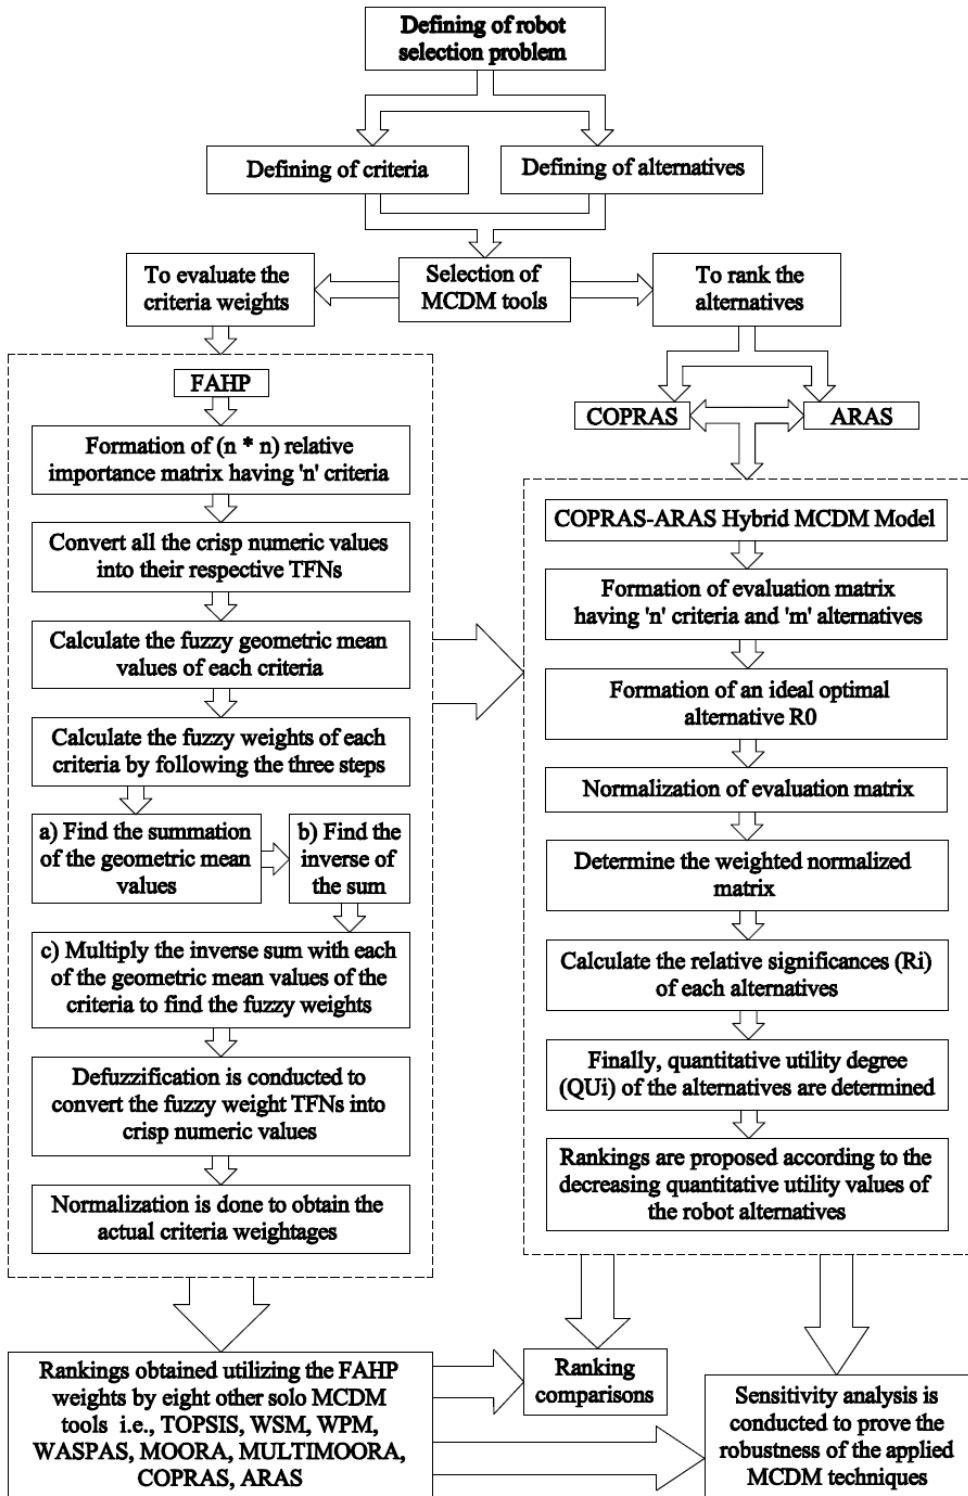 Defining of robot
selection problem
Defining of criteria
Defining of alternatives
To evaluate the
criteria weights
Selection of
MCDM tools
To rank the
alternatives
FAHP
Formation of (n * n) relative
importance matrix having 'n' criteria
Convert all the crisp numeric values
into their respective TFNs
Calculate the fuzzy geometric mean
values of each criteria
Calculate the fuzzy weights of each
criteria by following the three steps
a) Find the summation
of the geometric mean
values
b) Find the
inverse of
the sum
c) Multiply the inverse sum with each
of the geometric mean values of the
criteria to find the fuzzy weights
Defuzzification is conducted to
convert the fuzzy weight TFNs into
crisp numeric values
Normalization is done to obtain the
actual criteria weightages
COPRAS
ARAS
COPRAS-ARAS Hybrid MCDM Model
Formation of evaluation matrix
having 'n' criteria and 'm' alternatives
Formation of an ideal optimal
alternative R0
Normalization of evaluation matrix
Determine the weighted normalized
matrix
Calculate the relative significances (Ri)
of each alternatives
Finally, quantitative utility degree
(QUi) of the alternatives are determined
Rankings are proposed according to the
decreasing quantitative utility values of
the robot alternatives
Rankings obtained utilizing the FAHP
weights by eight other solo MCDM
tools i.e., TOPSIS, WSM, WPM,
WASPAS, MOORA, MULTIMOORA,
COPRAS, ARAS
Ranking
comparisons
Sensitivity analysis is
conducted to prove the
robustness of the applied
MCDM techniques